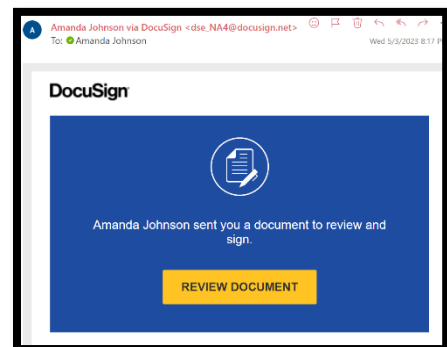 A
Amanda Johnson via DocuSign <dse_NA4@docusign.net>
To: Amanda Johnson
Wed 5/3/2023 8:17 P
DocuSign
Amanda Johnson sent you a document to review and
sign.
REVIEW DOCUMENT